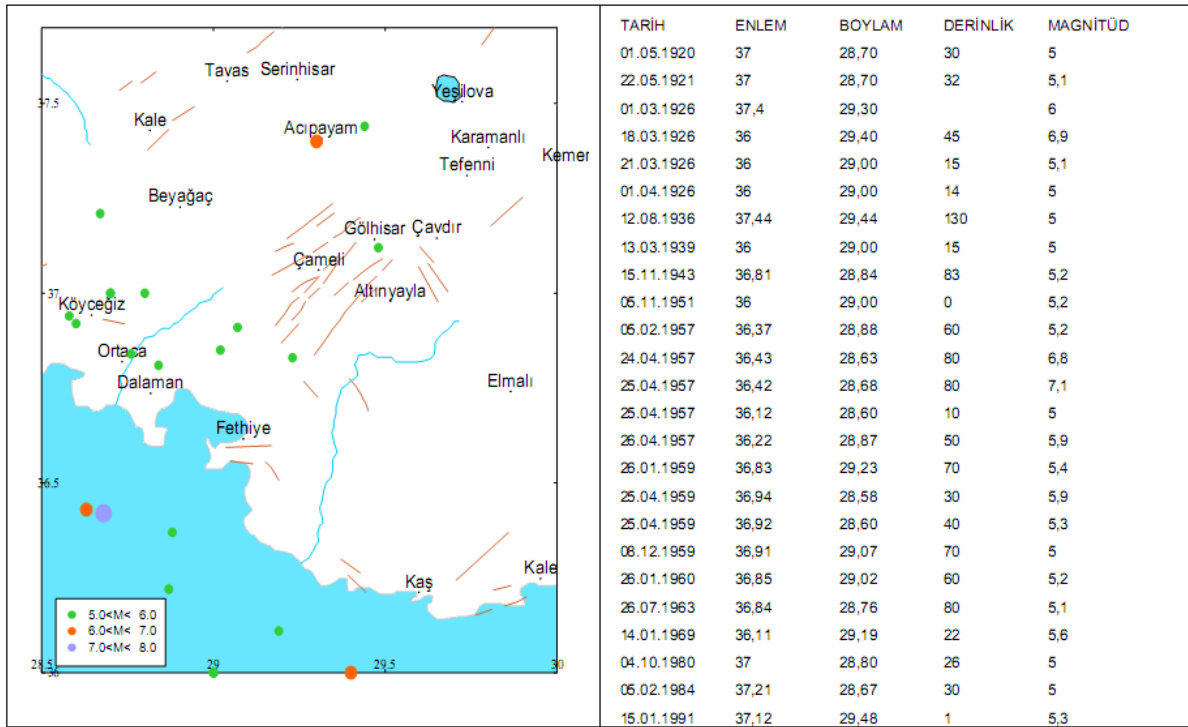 Tavas
Serinhisar
Yeşilova
37.5
Kale
Acıpayam
Karamanlı
Tefenni
Kemer
Beyağaç
Gölhisar
Çavdır
Çameli
37
Köyceğiz
Altınyayla
Ortaca
Dalaman
Elmalı
Fethiye
36.5
Kaş
Kale
5.0<M< 6.0
6.0<M< 7.0
7.0<M< 8.0
28.5
36
29
29.5
30
TARİH ENLEM BOYLAM DERİNLİK MAGNİTÜD
01.05.1920 37 28,70 30 5
22.05.1921 37 28,70 32 5,1
01.03.1926 37,4 29,30 6
18.03.1926 36 29,40 45 6,9
21.03.1926 36 29,00 15 5,1
01.04.1926 36 29,00 14 5
12.08.1936 37,44 29,44 130 5
13.03.1939 36 29,00 15 5
15.11.1943 36,81 28,84 83 5,2
05.11.1951 36 29,00 0 5,2
05.02.1957 36,37 28,88 60 5,2
24.04.1957 36,43 28,63 80 6,8
25.04.1957 36,42 28,68 80 7,1
25.04.1957 36,12 28,60 10 5
26.04.1957 36,22 28,87 50 5,9
26.01.1959 36,83 29,23 70 5,4
25.04.1959 36,94 28,58 30 5,9
25.04.1959 36,92 28,60 40 5,3
08.12.1959 36,91 29,07 70 5
26.01.1960 36,85 29,02 60 5,2
26.07.1963 36,84 28,76 80 5,1
14.01.1969 36,11 29,19 22 5,6
04.10.1980 37 28,80 26 5
05.02.1984 37,21 28,67 30 5
15.01.1991 37,12 29,48 1 5,3